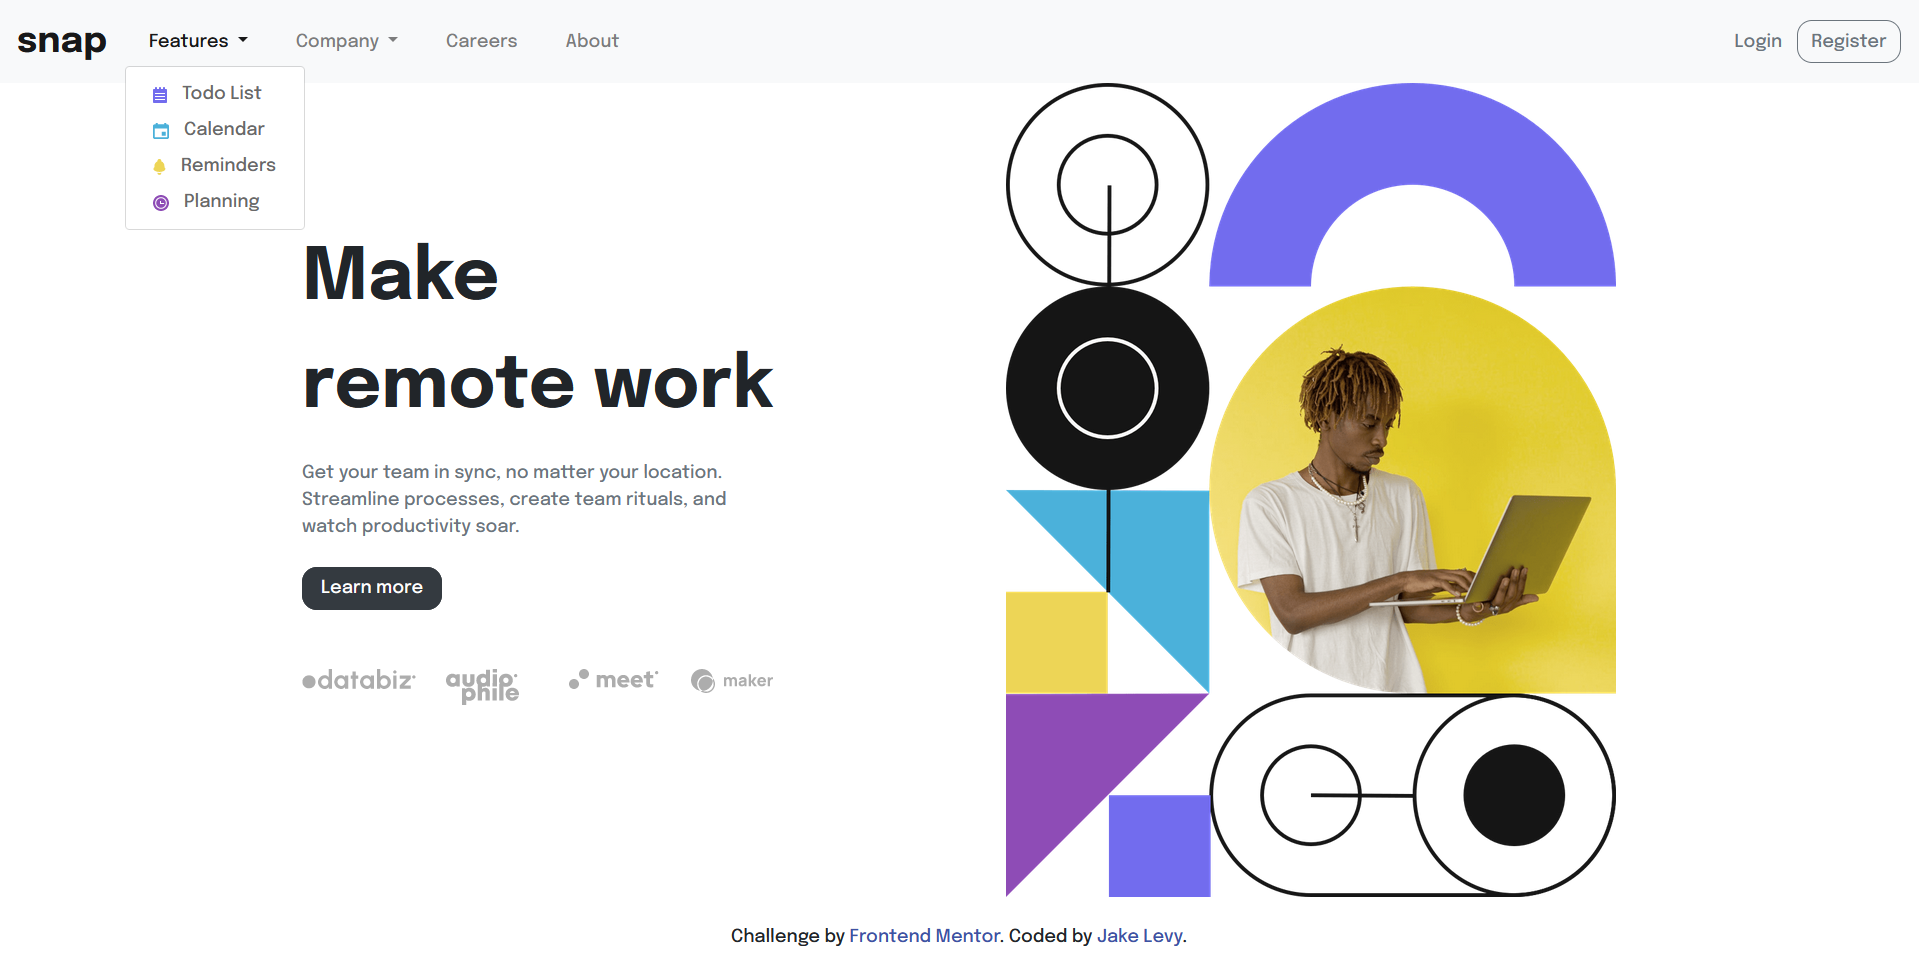 snap Features Company Careers About Login Register
Todo List
Calendar
Reminders
Planning
Make
remote work
Get your team in sync, no matter your location.
Streamline processes, create team rituals, and
watch productivity soar.
Learn more
databiz audiophile meet maker
Challenge by Frontend Mentor. Coded by Jake Levy.